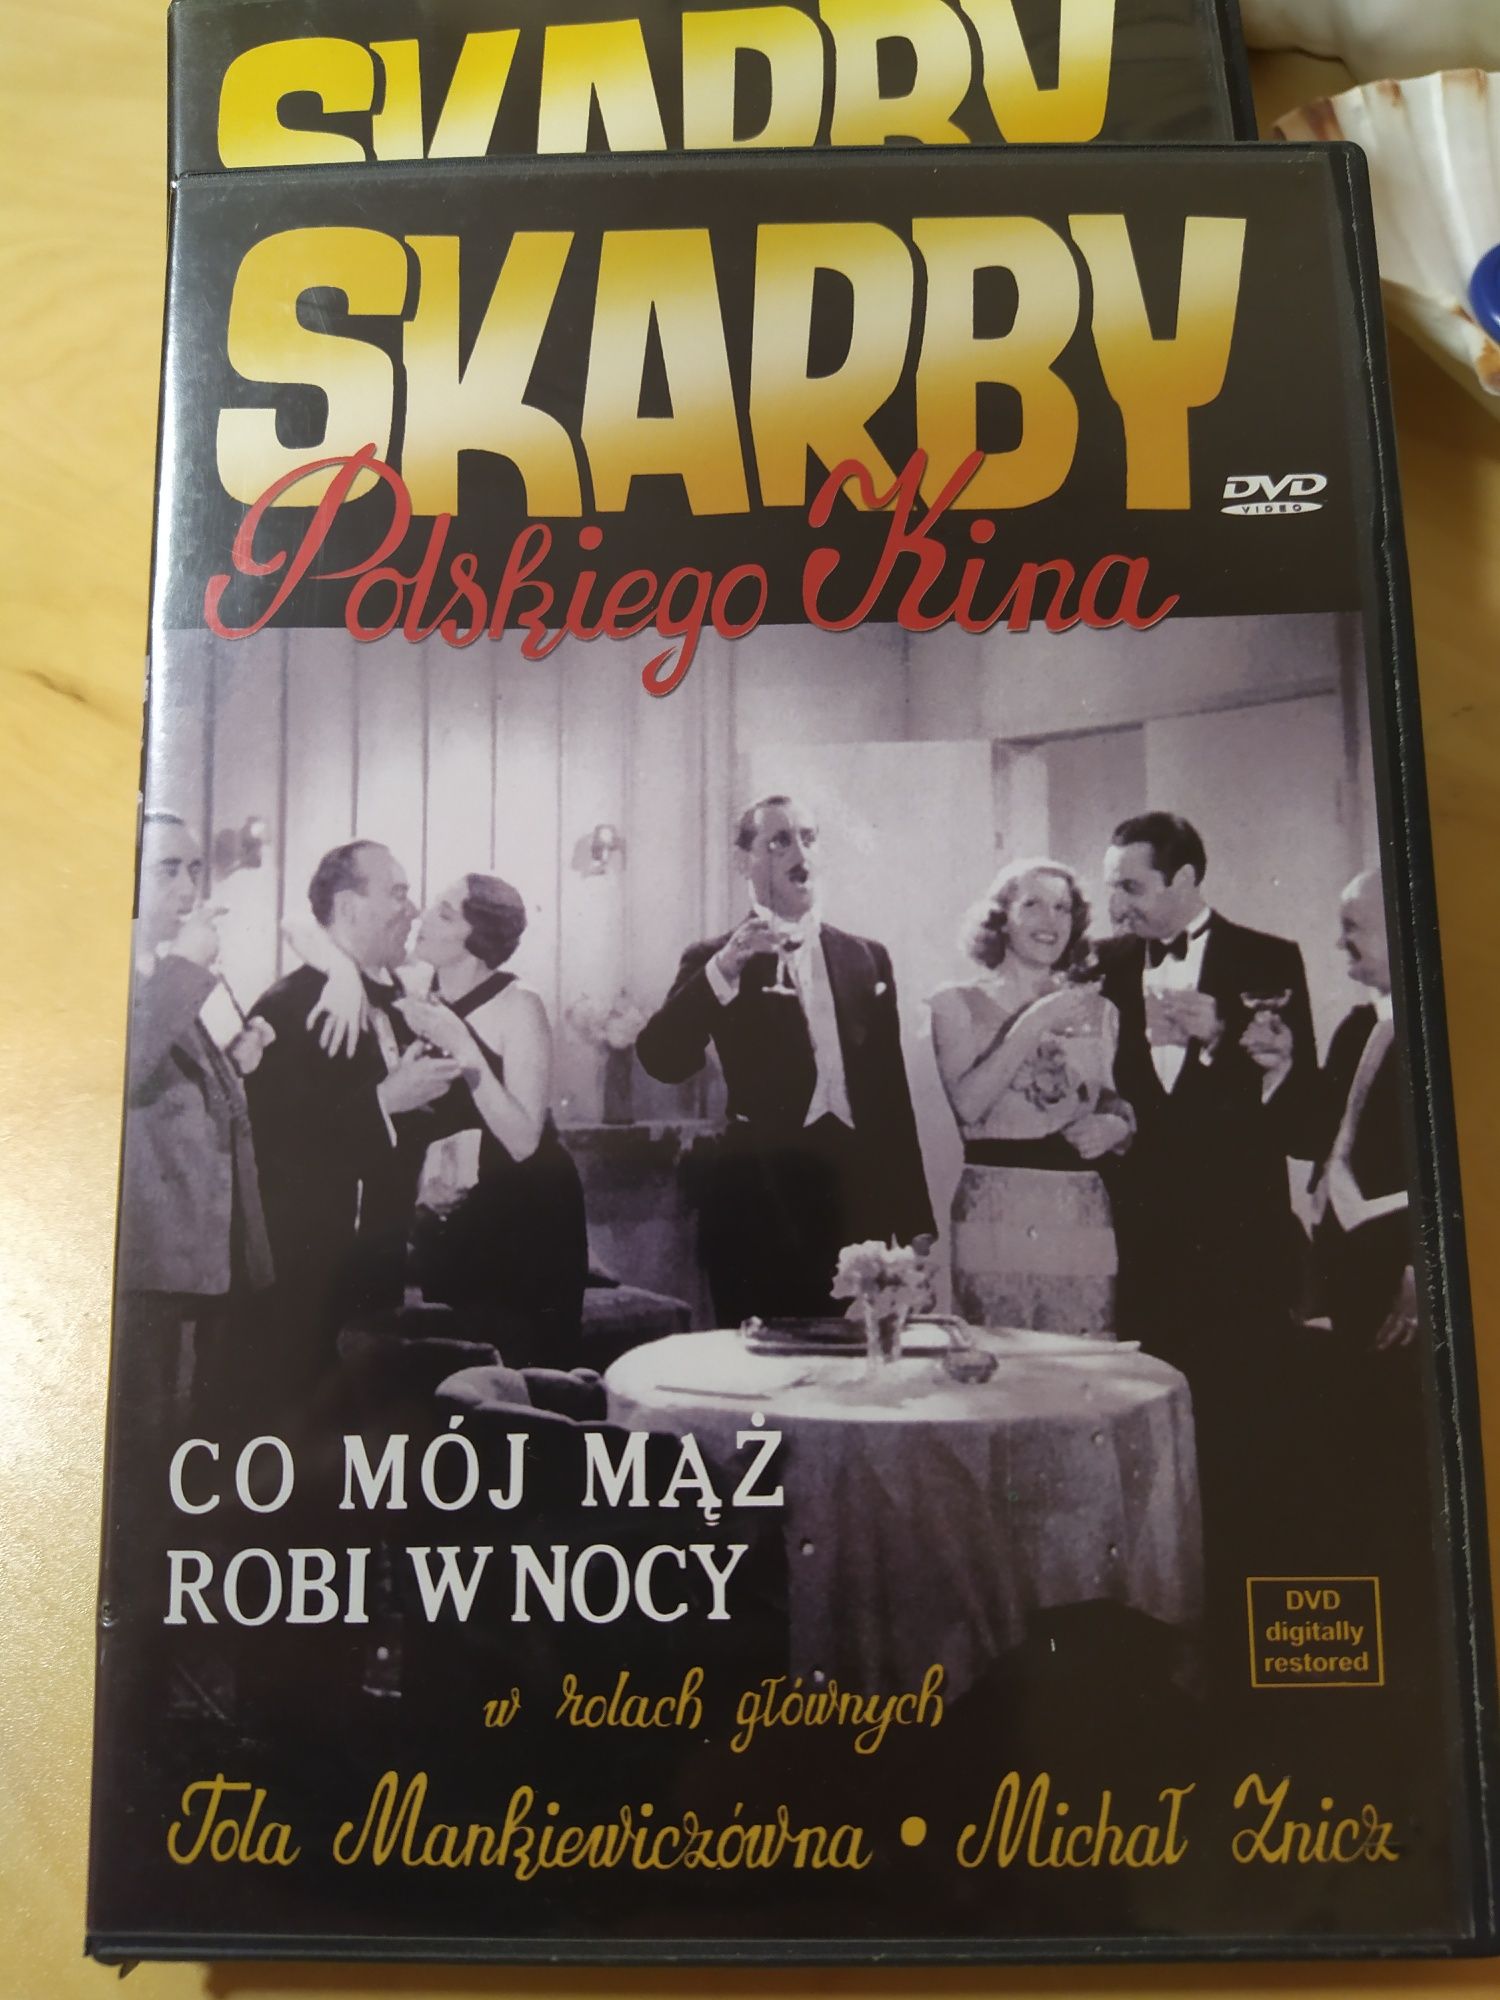 SKARBY
SKARBY
Polskiego Kina
DVD
VIDEO
CO MÓJ MĄŻ
ROBI W NOCY
DVD
digitally
restored
w rolach głównych
Tola Mankiewiczówna • Michał Znicz